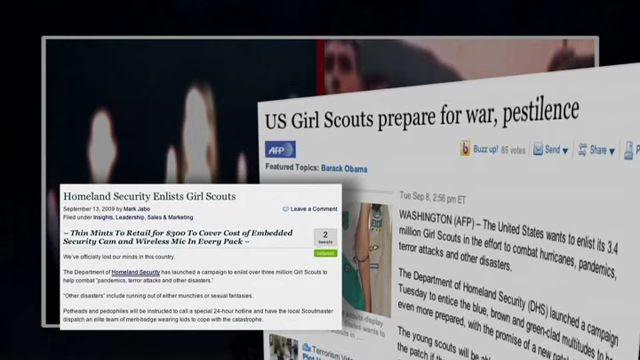 US Girl Scouts prepare for war, pestilence
AFP
Buzz up! 85 votes
Send
Share
Featured Topics: Barack Obama
Tue Sep 8, 2:56 pm ET
WASHINGTON (AFP) – The United States wants to enlist its 3.4
million Girl Scouts in the effort to combat hurricanes, pandemics,
terror attacks and other disasters.
The Department of Homeland Security (DHS) launched a campaign
Tuesday to entice the blue, brown and green-clad multitudes to be
even more prepared, with the promise of a new patch
The young scouts will be
the patch if
scouts display
states wants to
Terrorism
Homeland Security Enlists Girl Scouts
September 13, 2009 by Mark Jabo
Leave a Comment
Filed under Insights, Leadership, Sales & Marketing
– Thin Mints To Retail for $300 To Cover Cost of Embedded
Security Cam and Wireless Mic In Every Pack –
2
tweets
retweet
We've officially lost our minds in this country.
The Department of Homeland Security has launched a campaign to enlist over three million Girl Scouts to
help combat "pandemics, terror attacks and other disasters."
"Other disasters" include running out of either munchies or sexual fantasies.
Potheads and pedophiles will be instructed to call a special 24-hour hotline and have the local Scoutmaster
dispatch an elite team of merit-badge wearing kids to cope with the catastrophe.